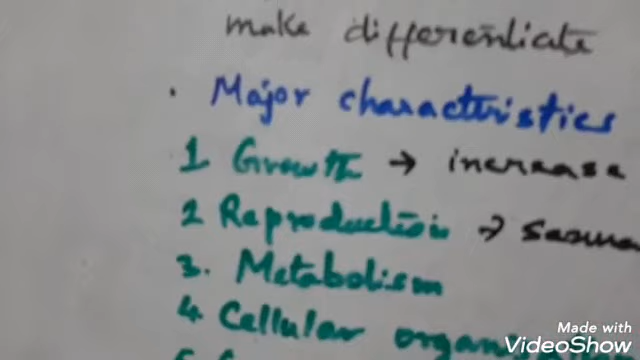 make differentiate
. Major characteristics
1 Growth → increase
2 Reproduction →
3. Metabolism
4. Cellular
Made with
VideoShow